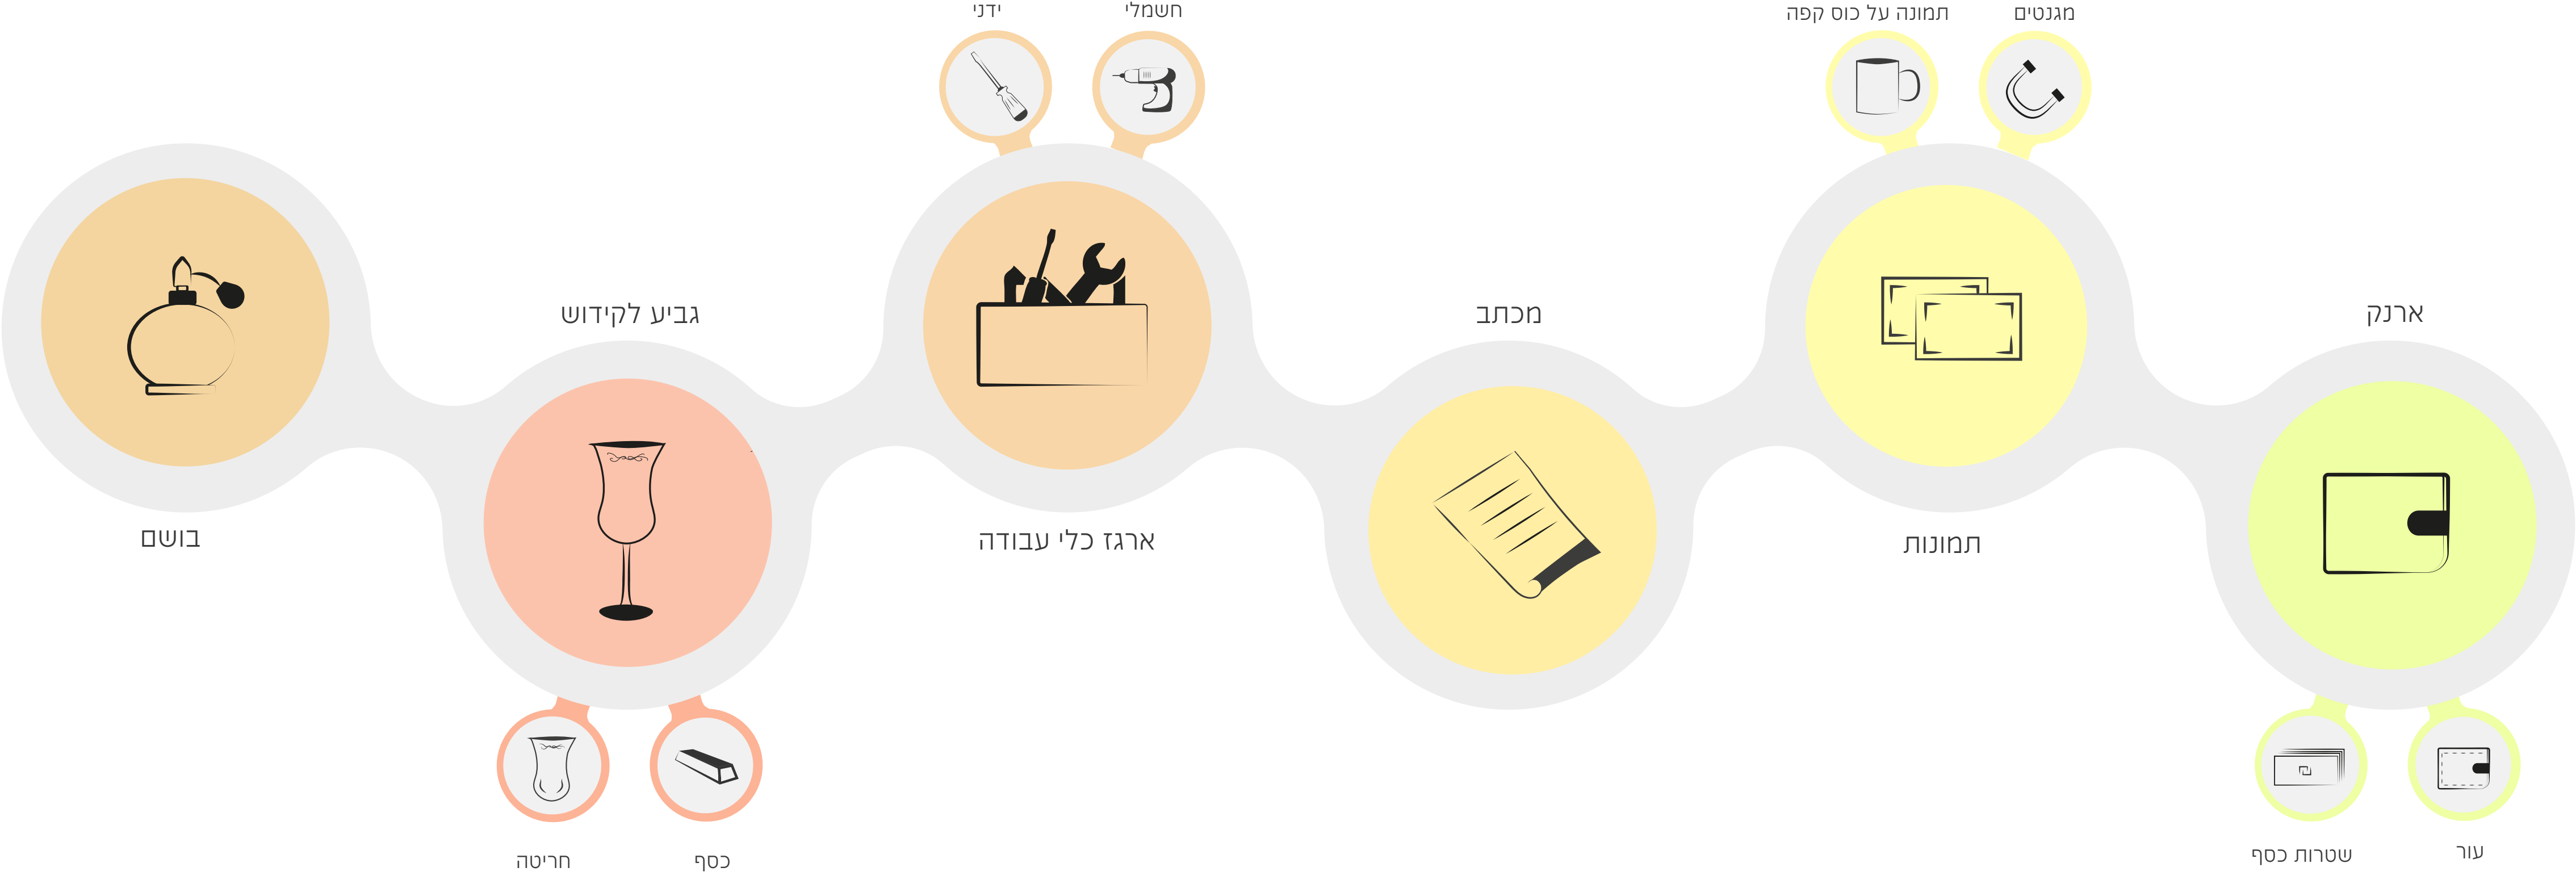 מגנטים
תמונה על כוס קפה
חשמלי
ידני
ארנק
מכתב
גביע לקידוש
תמונות
ארגז כלי עבודה
בושם
עור
שטרות כסף
כסף
חריטה